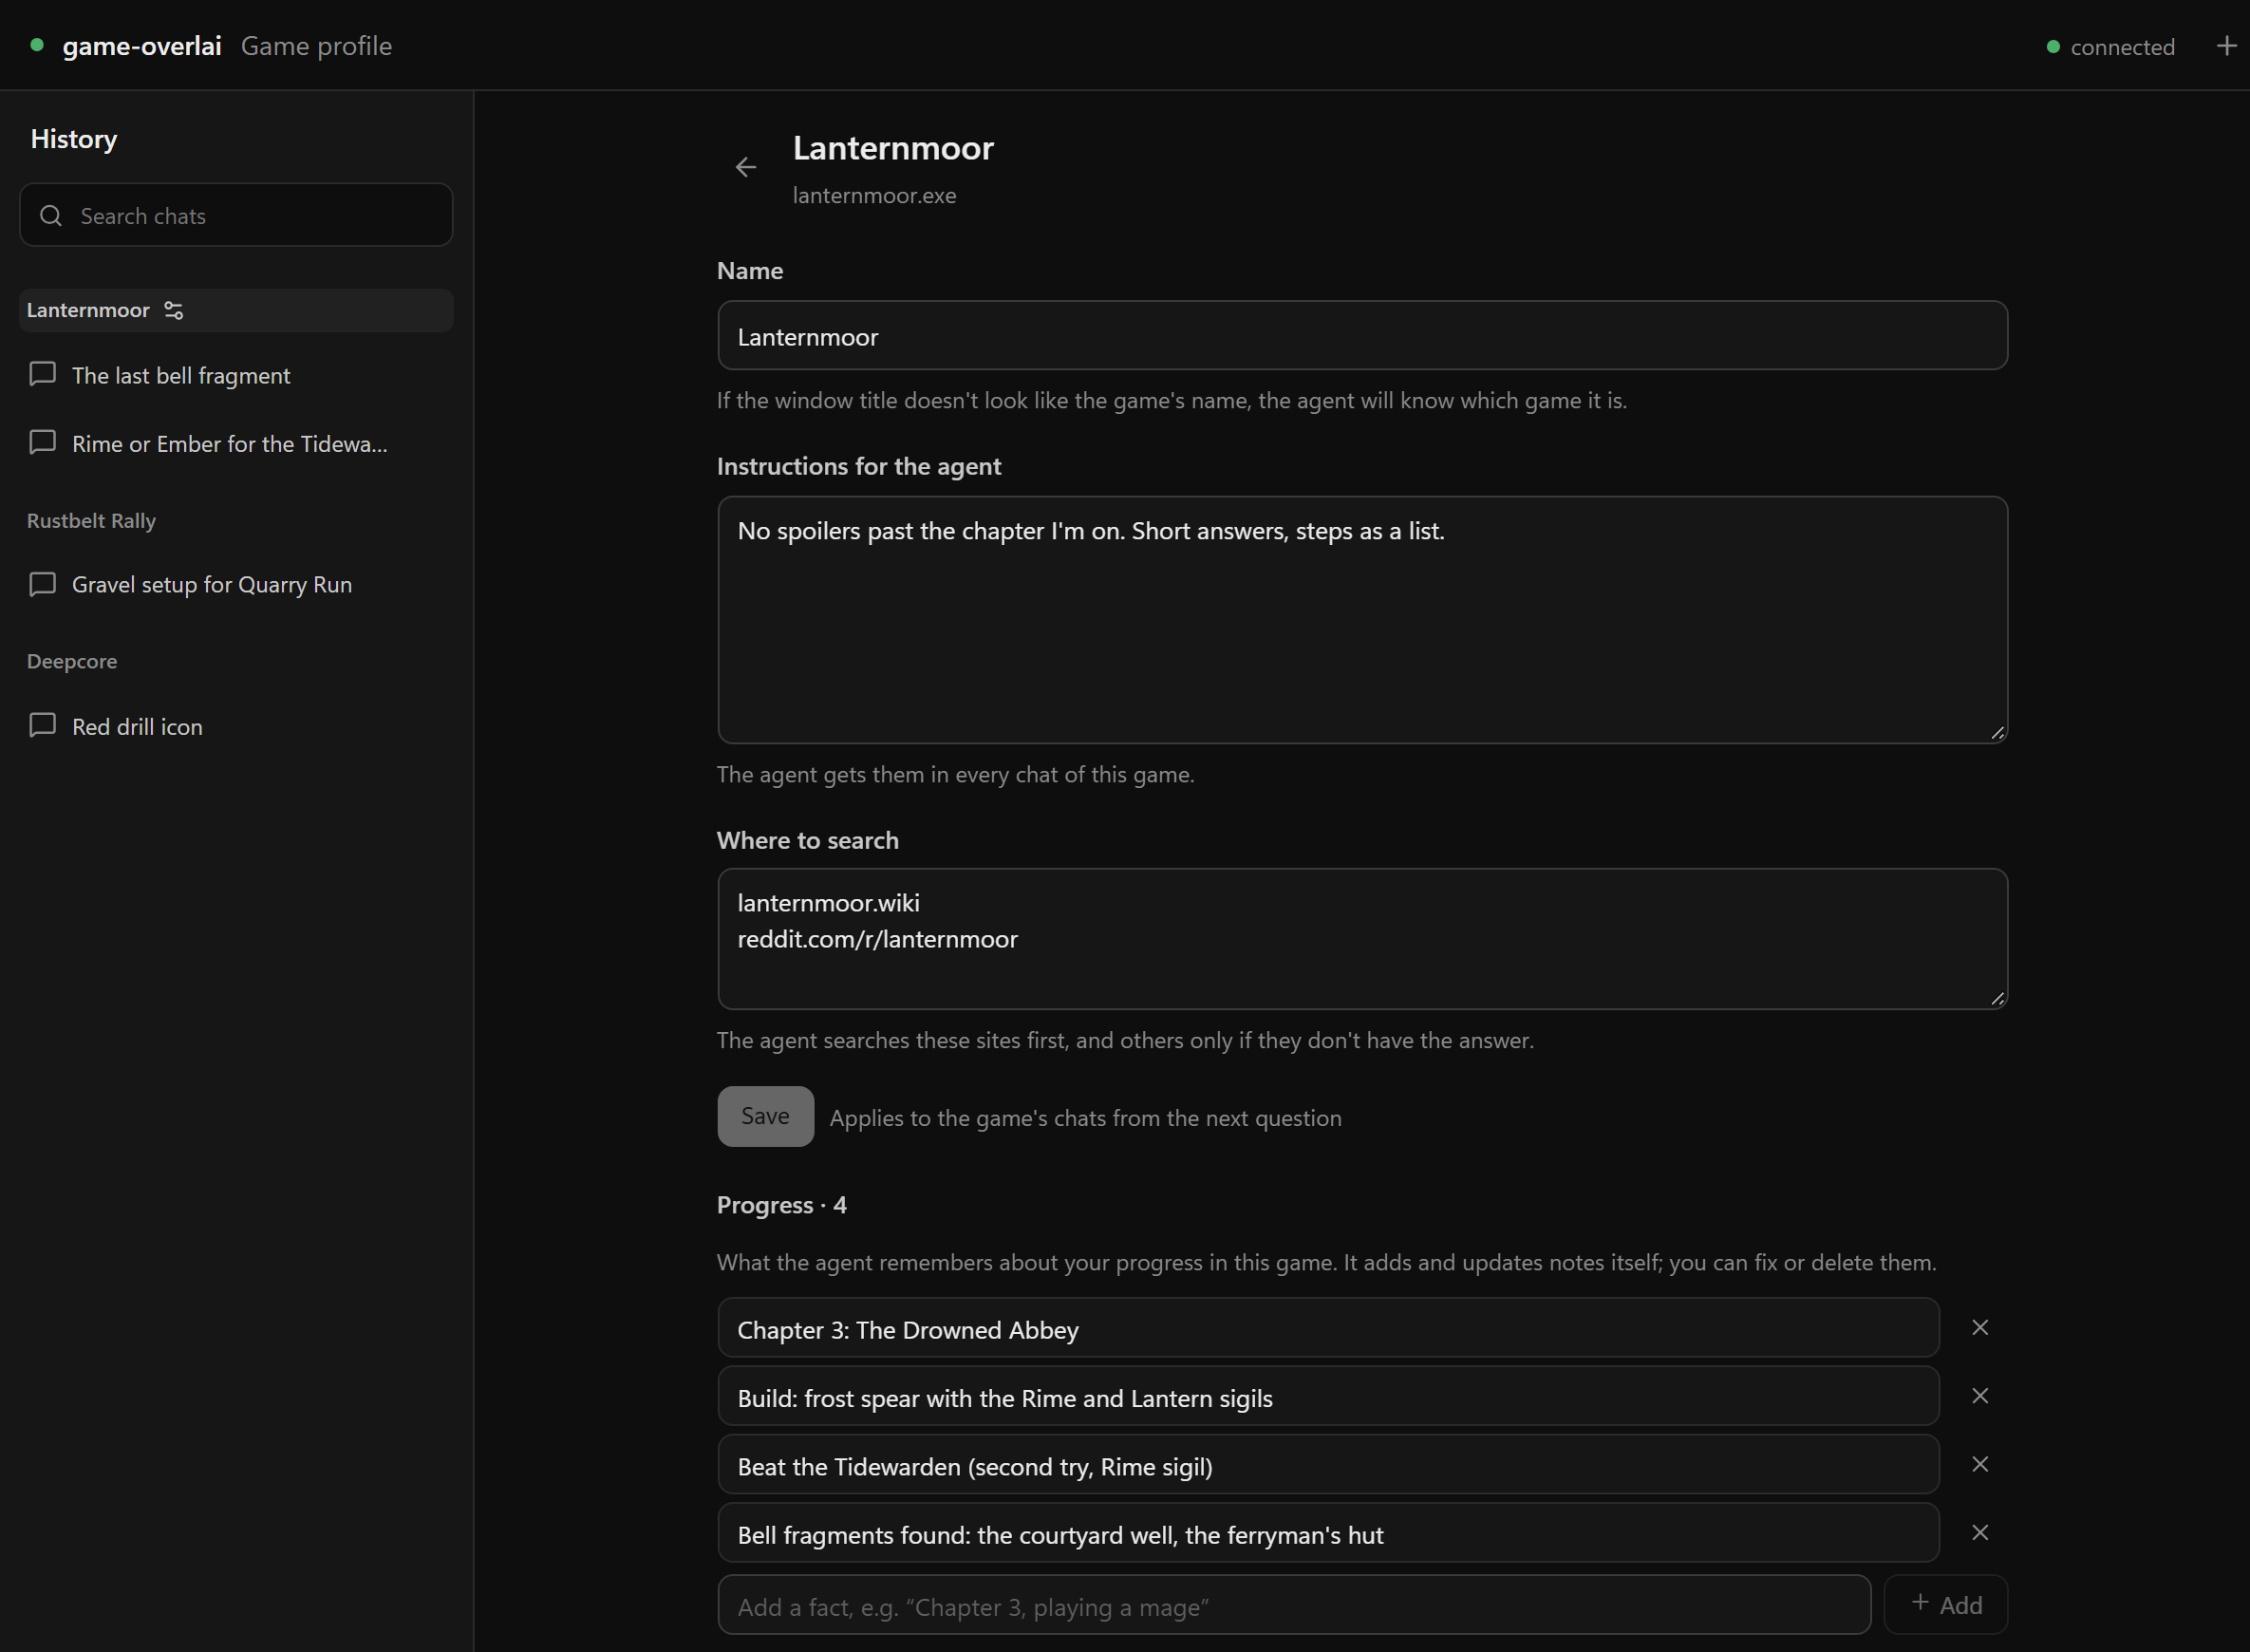 game-overlai Game profile
connected
History
Search chats
Lanternmoor
The last bell fragment
Rime or Ember for the Tidewa...
Rustbelt Rally
Gravel setup for Quarry Run
Deepcore
Red drill icon
Lanternmoor
lanternmoor.exe
Name
Lanternmoor
If the window title doesn't look like the game's name, the agent will know which game it is.
Instructions for the agent
No spoilers past the chapter I'm on. Short answers, steps as a list.
The agent gets them in every chat of this game.
Where to search
lanternmoor.wiki
reddit.com/r/lanternmoor
The agent searches these sites first, and others only if they don't have the answer.
Save Applies to the game's chats from the next question
Progress · 4
What the agent remembers about your progress in this game. It adds and updates notes itself; you can fix or delete them.
Chapter 3: The Drowned Abbey
Build: frost spear with the Rime and Lantern sigils
Beat the Tidewarden (second try, Rime sigil)
Bell fragments found: the courtyard well, the ferryman's hut
Add a fact, e.g. “Chapter 3, playing a mage”
+ Add